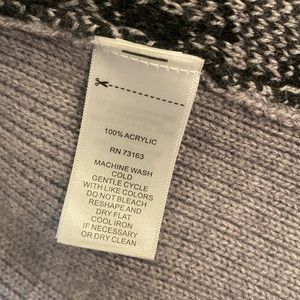 100% ACRYLIC
RN 73163
MACHINE WASH
COLD
GENTLE CYCLE
WITH LIKE COLORS
DO NOT BLEACH
RESHAPE AND
DRY FLAT
COOL IRON
IF NECESSARY
OR DRY CLEAN